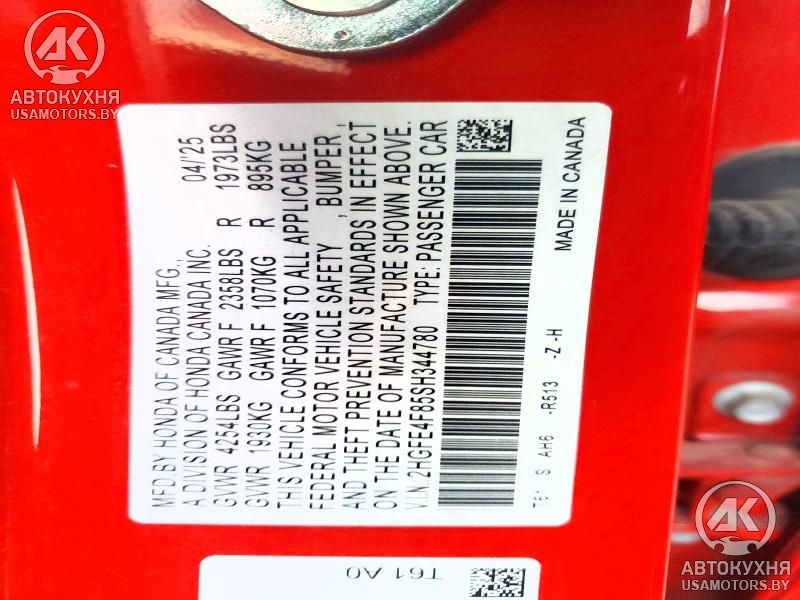 MFD.BY HONDA OF CANADA MFG., 04/'25
A DIVISION OF HONDA CANADA INC.
GVWR 4254LBS GAWR F 2358LBS R 1973LBS
GVWR 1930KG GAWR F 1070KG R 895KG
THIS VEHICLE CONFORMS TO ALL APPLICABLE
FEDERAL MOTOR VEHICLE SAFETY , BUMPER ,
AND THEFT PREVENTION STANDARDS IN EFFECT
ON THE DATE OF MANUFACTURE SHOWN ABOVE.
V.I.N: 2HGFE4F85SH344780 TYPE: PASSENGER CAR
T61 S AH6 -R513 -Z -H
MADE IN CANADA
T61 A0
АК
АВТОКУХНЯ
USAMOTORS.BY
АК
АВТОКУХНЯ
USAMOTORS.BY